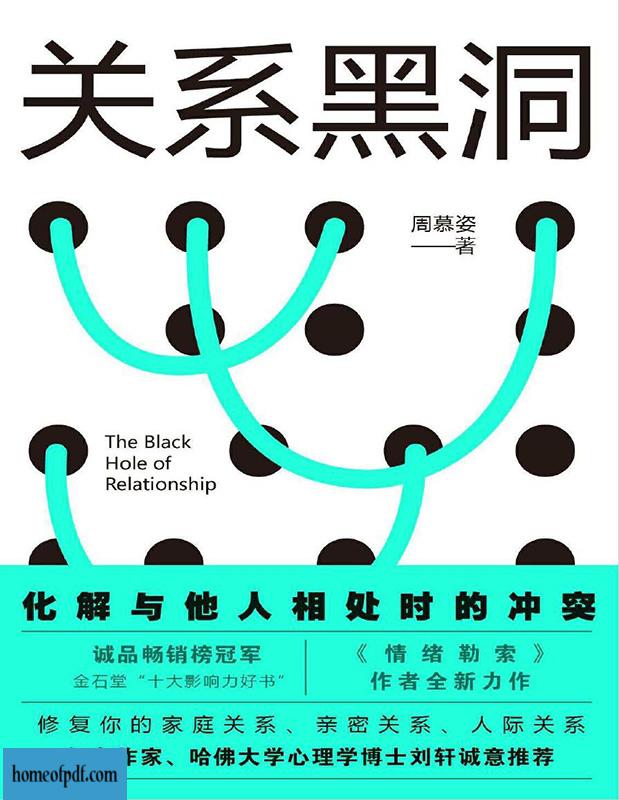 关系黑洞
周慕姿
——著
The Black
Hole of
Relationship
化解与他人相处时的冲突
诚品畅销榜冠军
金石堂“十大影响力好书”
《情绪勒索》
作者全新力作
修复你的家庭关系、亲密关系、人际关系
作家、哈佛大学心理学博士刘轩诚意推荐
homeofpdf.com